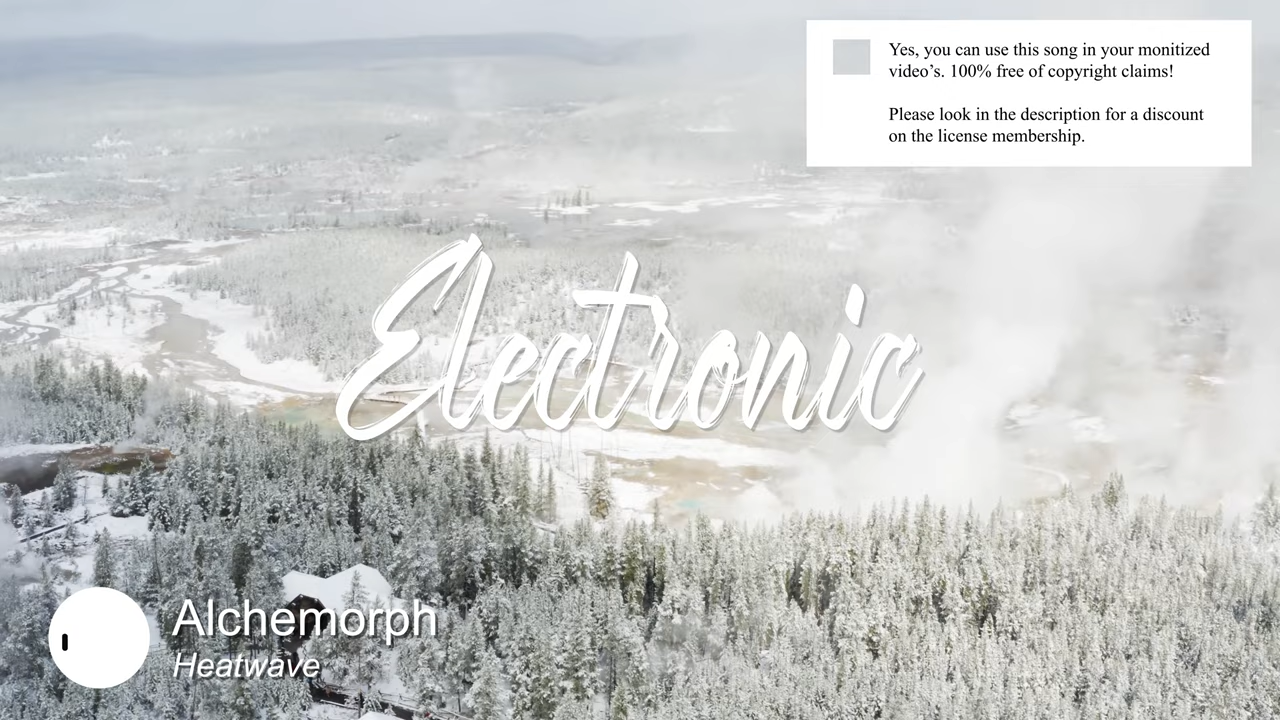 Yes, you can use this song in your monitized
video’s. 100% free of copyright claims!
Please look in the description for a discount
on the license membership.
Electronic
Alchemorph
Heatwave